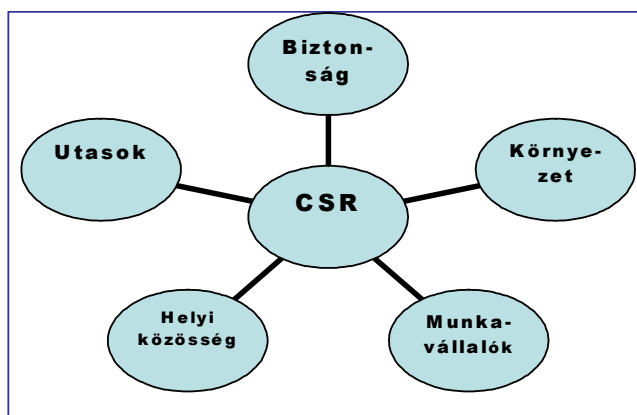 Bizton-
ság
Utasok
Környe-
zet
CSR
Helyi
közösség
Munka-
vállalók